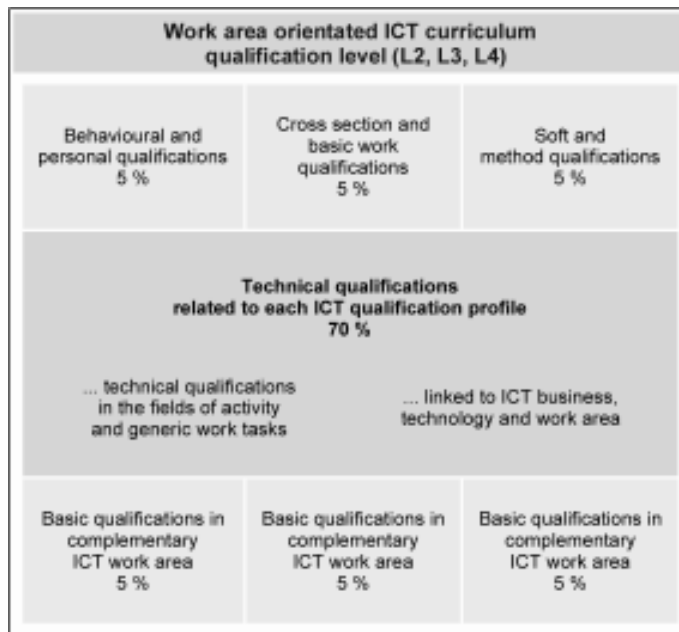 Work area orientated ICT curriculum
qualification level (L2, L3, L4)
Behavioural and
personal qualifications
5 %
Cross section and
basic work
qualifications
5 %
Soft and
method qualifications
5 %
Technical qualifications
related to each ICT qualification profile
70 %
... technical qualifications
in the fields of activity
and generic work tasks
... linked to ICT business,
technology and work area
Basic qualifications in
complementary
ICT work area
5 %
Basic qualifications in
complementary
ICT work area
5 %
Basic qualifications in
complementary
ICT work area
5 %